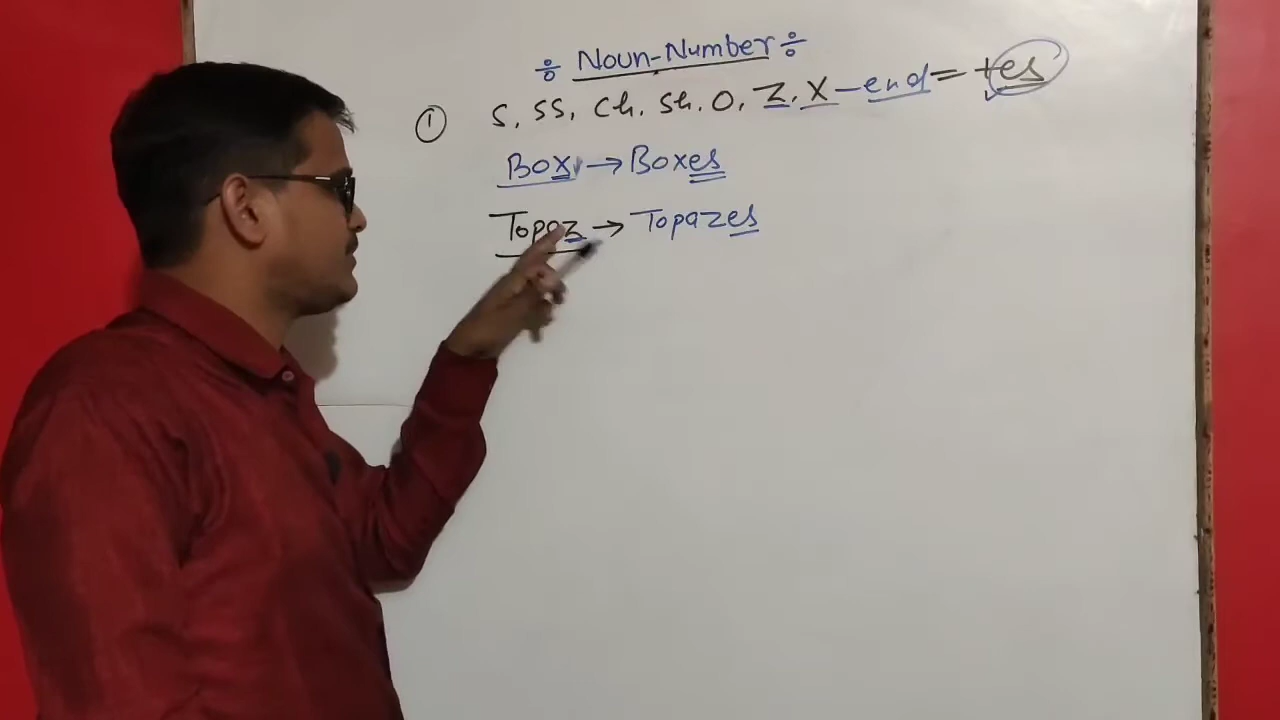 ÷ Noun-Number ÷
① S, SS, Ch, Sh, O, Z, X - end = +es
Box → Boxes
Topaz → Topazes